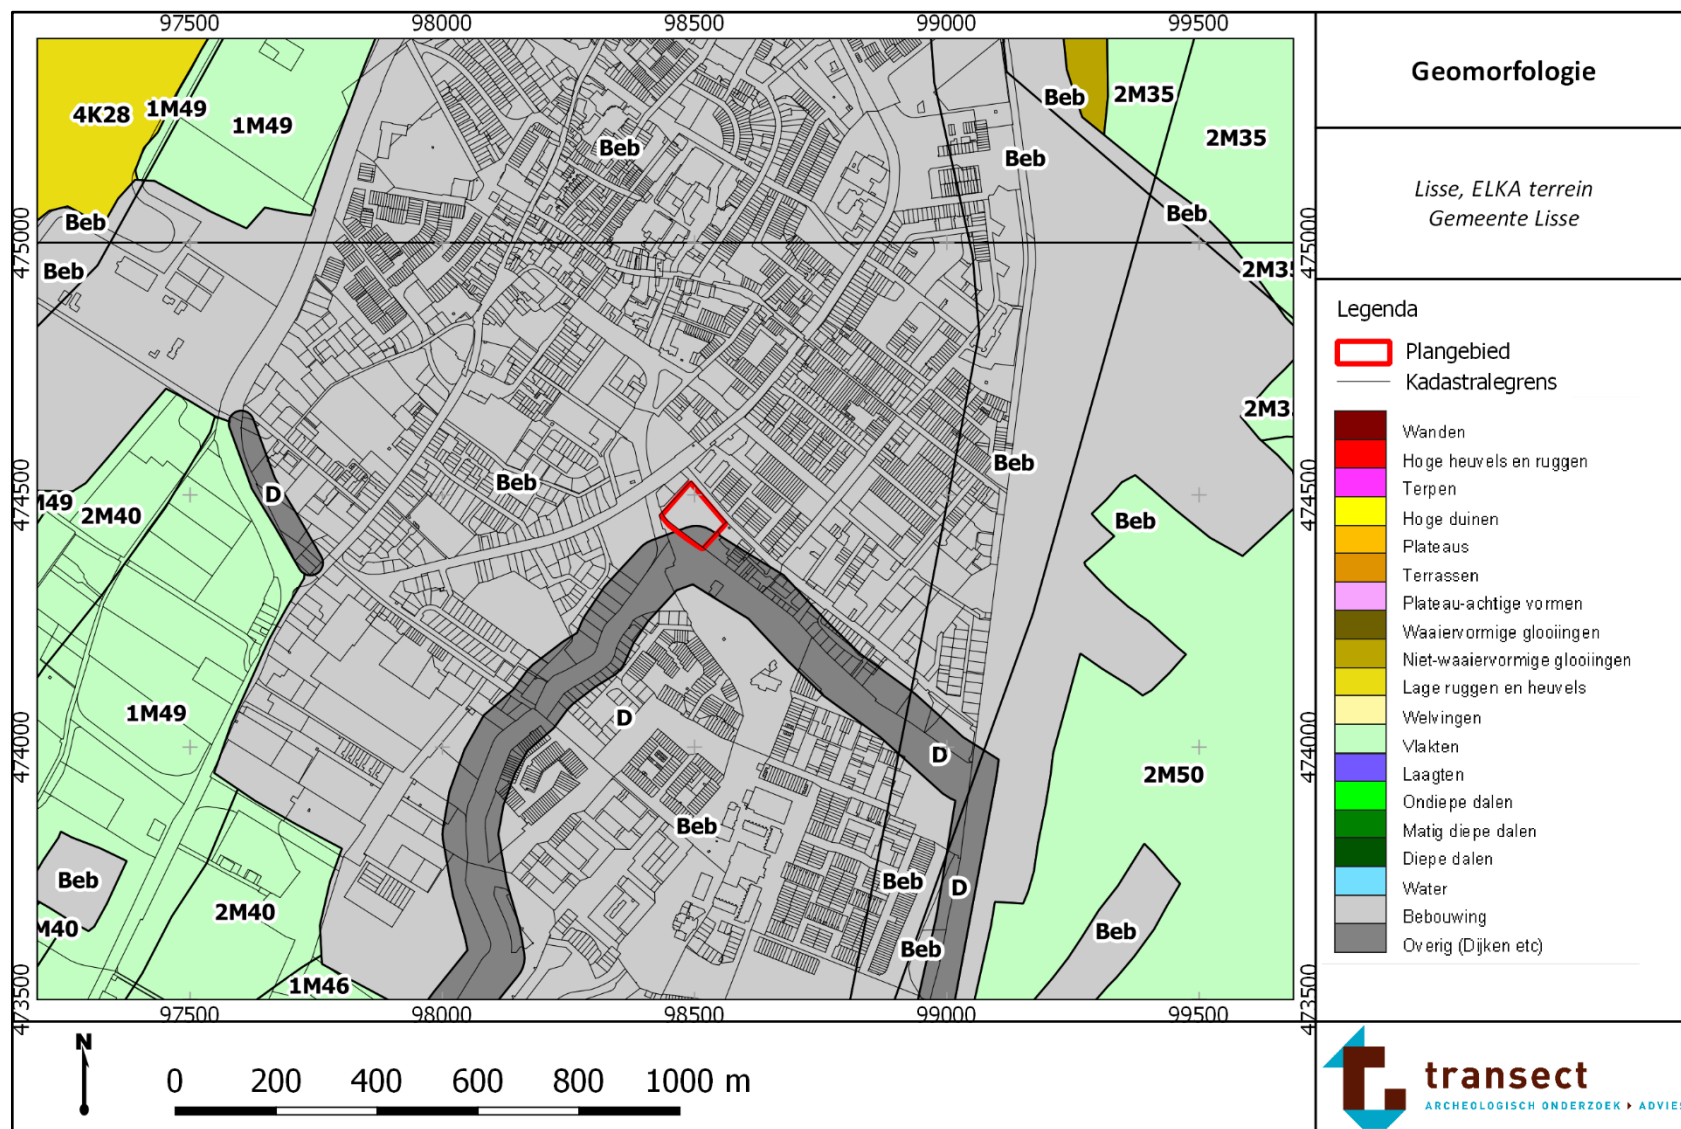 97500 98000 98500 99000 99500
4K28
1M49
1M49
Beb
Beb
2M35
2M35
Beb
Beb
Beb
Beb
Beb
475000
475000
2M35
2M3
474500
474500
M49
2M40
D
Beb
Beb
Beb
1M49
D
D
2M50
474000
474000
Beb
Beb
Beb
D
2M40
M40
Beb
Beb
1M46
473500
473500
97500 98000 98500 99000 99500
N
0 200 400 600 800 1000 m
Geomorfologie
Lisse, ELKA terrein
Gemeente Lisse
Legenda
Plangebied
Kadastralegrens
Wanden
Hoge heuvels en ruggen
Terpen
Hoge duinen
Plateaus
Terrassen
Plateau-achtige vormen
Waaiervormige glooiingen
Niet-waaiervormige glooiingen
Lage ruggen en heuvels
Welvingen
Vlakten
Laagten
Ondiepe dalen
Matig diepe dalen
Diepe dalen
Water
Bebouwing
Overig (Dijken etc)
transect
ARCHEOLOGISCH ONDERZOEK ▸ ADVIES